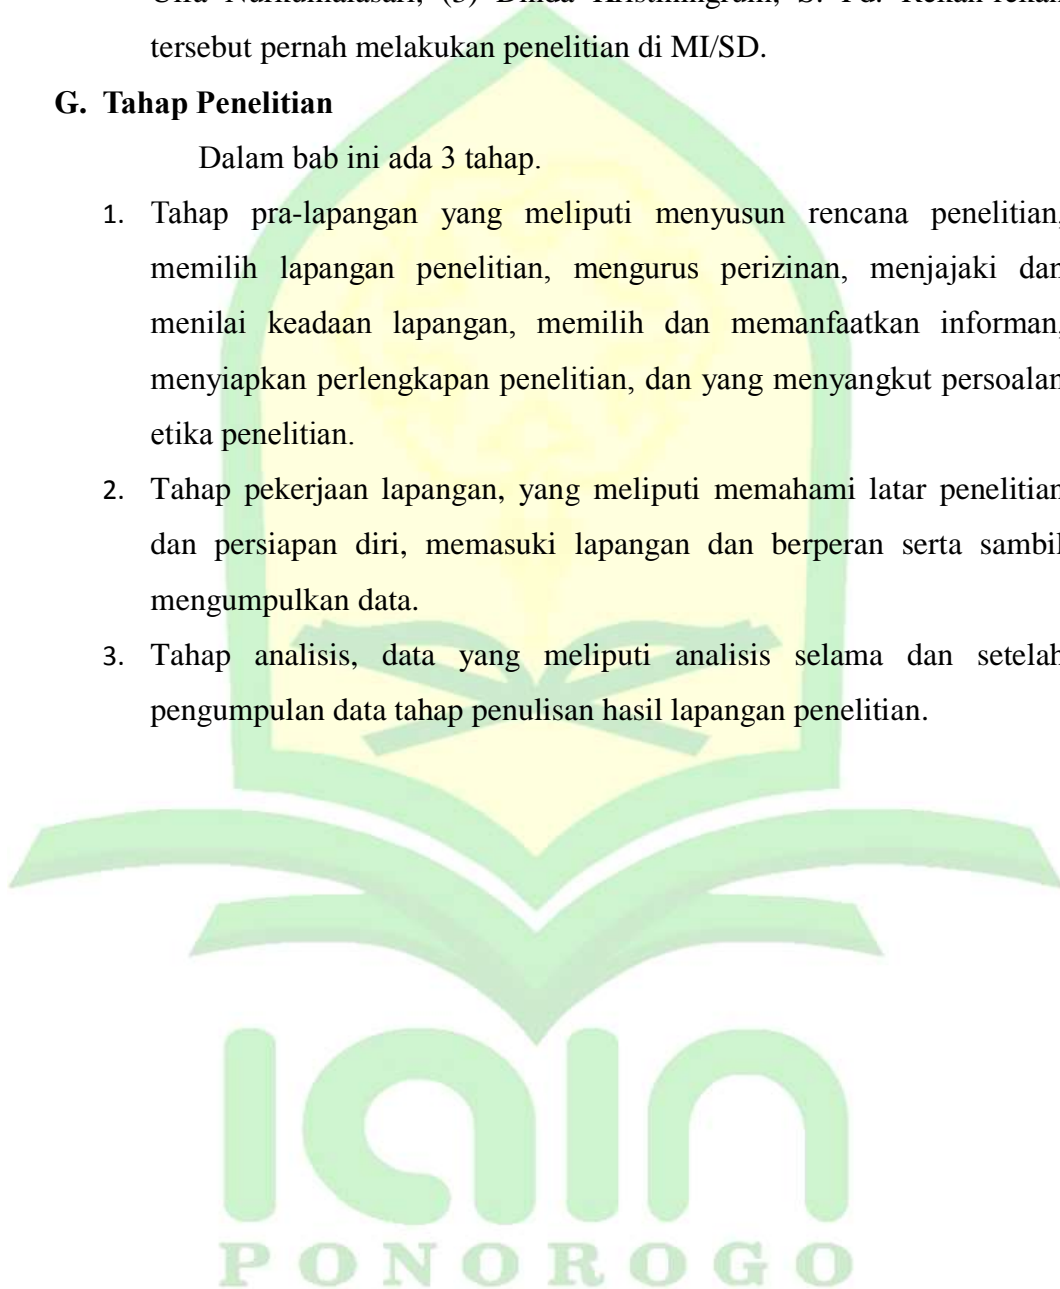 tersebut pernah melakukan penelitian di MI/SD.
G. Tahap Penelitian
Dalam bab ini ada 3 tahap.
1. Tahap pra-lapangan yang meliputi menyusun rencana penelitian,
memilih lapangan penelitian, mengurus perizinan, menjajaki dan
menilai keadaan lapangan, memilih dan memanfaatkan informan,
menyiapkan perlengkapan penelitian, dan yang menyangkut persoalan
etika penelitian.
2. Tahap pekerjaan lapangan, yang meliputi memahami latar penelitian
dan persiapan diri, memasuki lapangan dan berperan serta sambil
mengumpulkan data.
3. Tahap analisis, data yang meliputi analisis selama dan setelah
pengumpulan data tahap penulisan hasil lapangan penelitian.
iain
PONOROGO